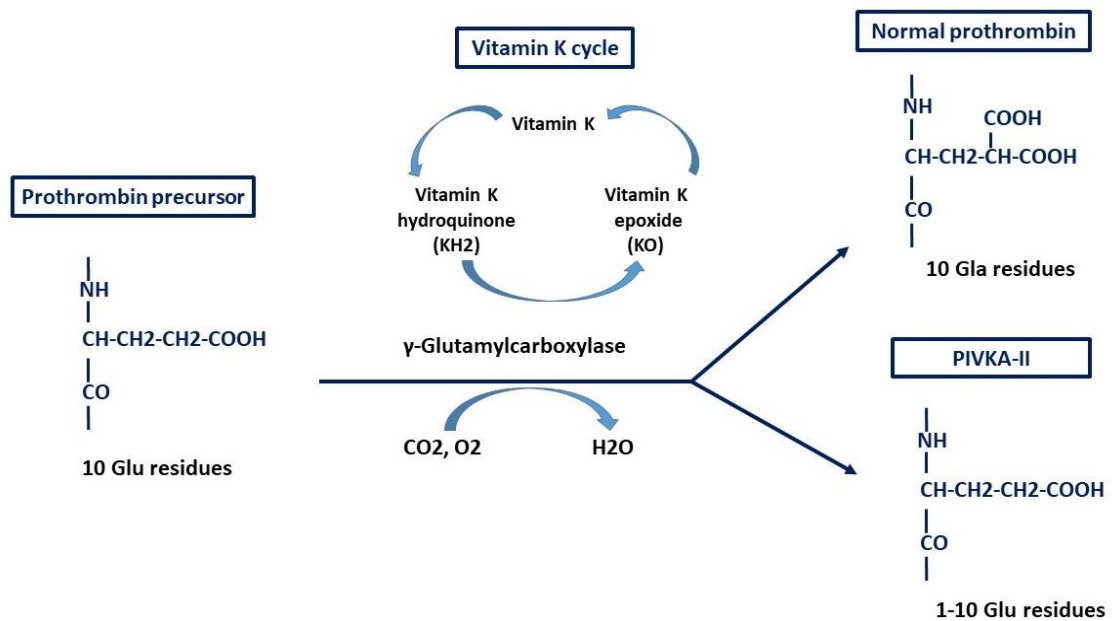 Vitamin K cycle
Vitamin K
Vitamin K
hydroquinone
(KH2)
Vitamin K
epoxide
(KO)
Prothrombin precursor
NH
CH-CH2-CH2-COOH
CO
10 Glu residues
γ-Glutamylcarboxylase
CO2, O2
H2O
Normal prothrombin
NH
COOH
CH-CH2-CH-COOH
CO
10 Gla residues
PIVKA-II
NH
CH-CH2-CH2-COOH
CO
1-10 Glu residues